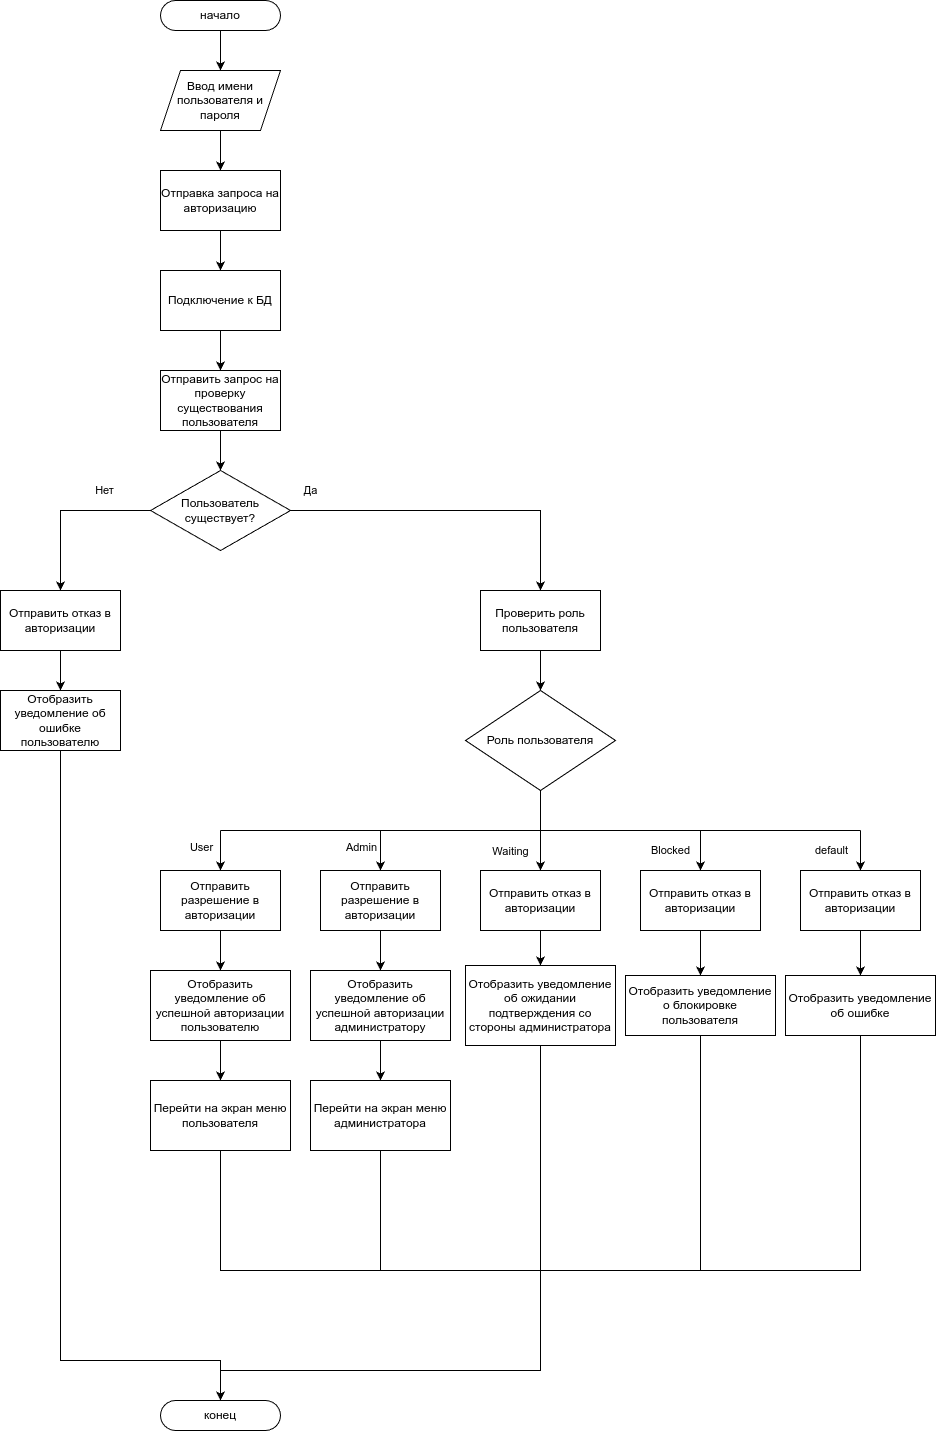 начало
Ввод имени
пользователя и
пароля
Отправка запроса на
авторизацию
Подключение к БД
Отправить запрос на
проверку
существования
пользователя
Нет
Пользователь
существует?
Да
Отправить отказ в
авторизации
Проверить роль
пользователя
Отобразить
уведомление об
ошибке
пользователю
Роль пользователя
User
Admin
Waiting
Blocked
default
Отправить
разрешение в
авторизации
Отправить
разрешение в
авторизации
Отправить отказ в
авторизации
Отправить отказ в
авторизации
Отправить отказ в
авторизации
Отобразить
уведомление об
успешной авторизации
пользователю
Отобразить
уведомление об
успешной авторизации
администратору
Отобразить уведомление
об ожидании
подтверждения со
стороны администратора
Отобразить уведомление
о блокировке
пользователя
Отобразить уведомление
об ошибке
Перейти на экран меню
пользователя
Перейти на экран меню
администратора
конец